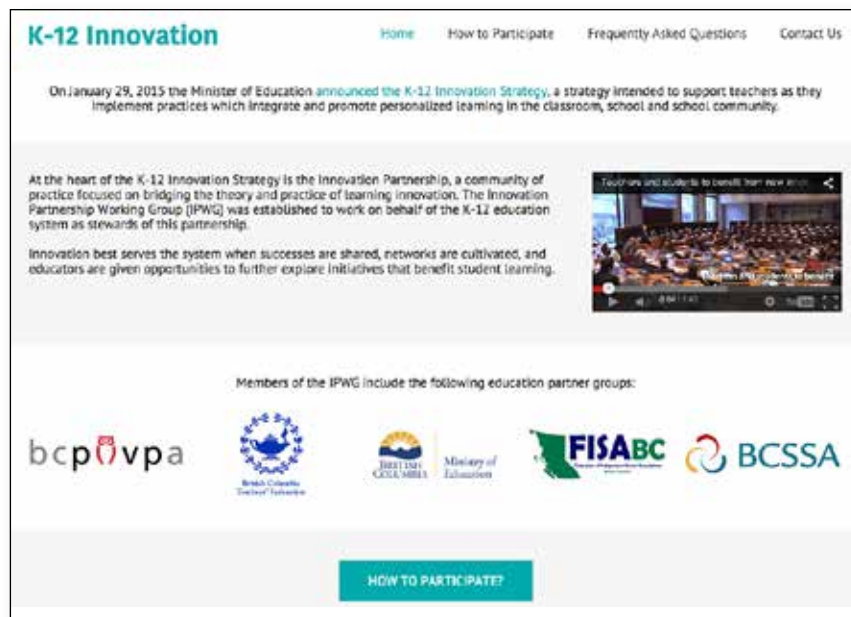 K-12 Innovation
Home How to Participate Frequently Asked Questions Contact Us
On January 29, 2015 the Minister of Education announced the K-12 Innovation Strategy, a strategy intended to support teachers as they
implement practices which integrate and promote personalized learning in the classroom, school and school community.
At the heart of the K-12 Innovation Strategy is the Innovation Partnership, a community of
practice focused on bridging the theory and practice of learning innovation. The Innovation
Partnership Working Group (IPWG) was established to work on behalf of the K-12 education
system as stewards of this partnership.
Innovation best serves the system when successes are shared, networks are cultivated, and
educators are given opportunities to further explore initiatives that benefit student learning.
Teachers and students to benefit from new
students to benefit
Members of the IPWG include the following education partner groups:
bcpvpa
British Columbia
Teachers' Federation
BRITISH
COLUMBIA
Ministry of
Education
FISABC
BCSSA
HOW TO PARTICIPATE?